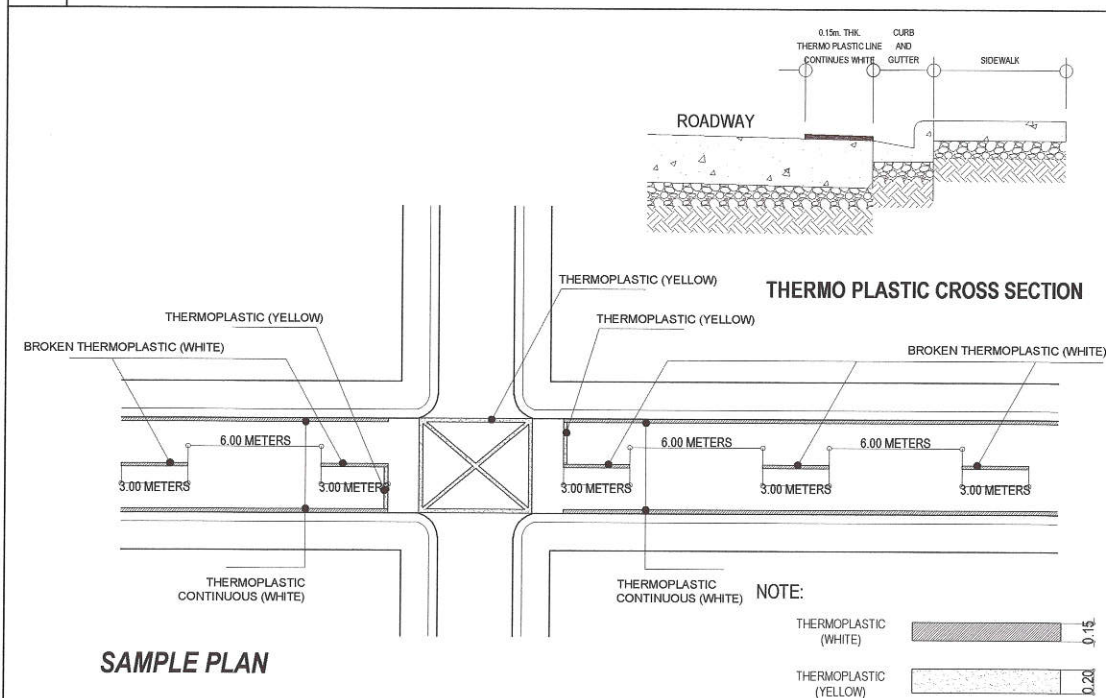 0.15m. THK.
THERMO PLASTIC LINE
CONTINUES WHITE
CURB
AND
GUTTER
SIDEWALK
ROADWAY
THERMO PLASTIC CROSS SECTION
THERMOPLASTIC (YELLOW)
THERMOPLASTIC (YELLOW)
THERMOPLASTIC (YELLOW)
BROKEN THERMOPLASTIC (WHITE)
BROKEN THERMOPLASTIC (WHITE)
6.00 METERS
6.00 METERS
6.00 METERS
3.00 METERS
3.00 METERS
3.00 METERS
3.00 METERS
3.00 METERS
THERMOPLASTIC
CONTINUOUS (WHITE)
THERMOPLASTIC
CONTINUOUS (WHITE)
NOTE:
THERMOPLASTIC
(WHITE)
0.15
THERMOPLASTIC
(YELLOW)
0.20
SAMPLE PLAN